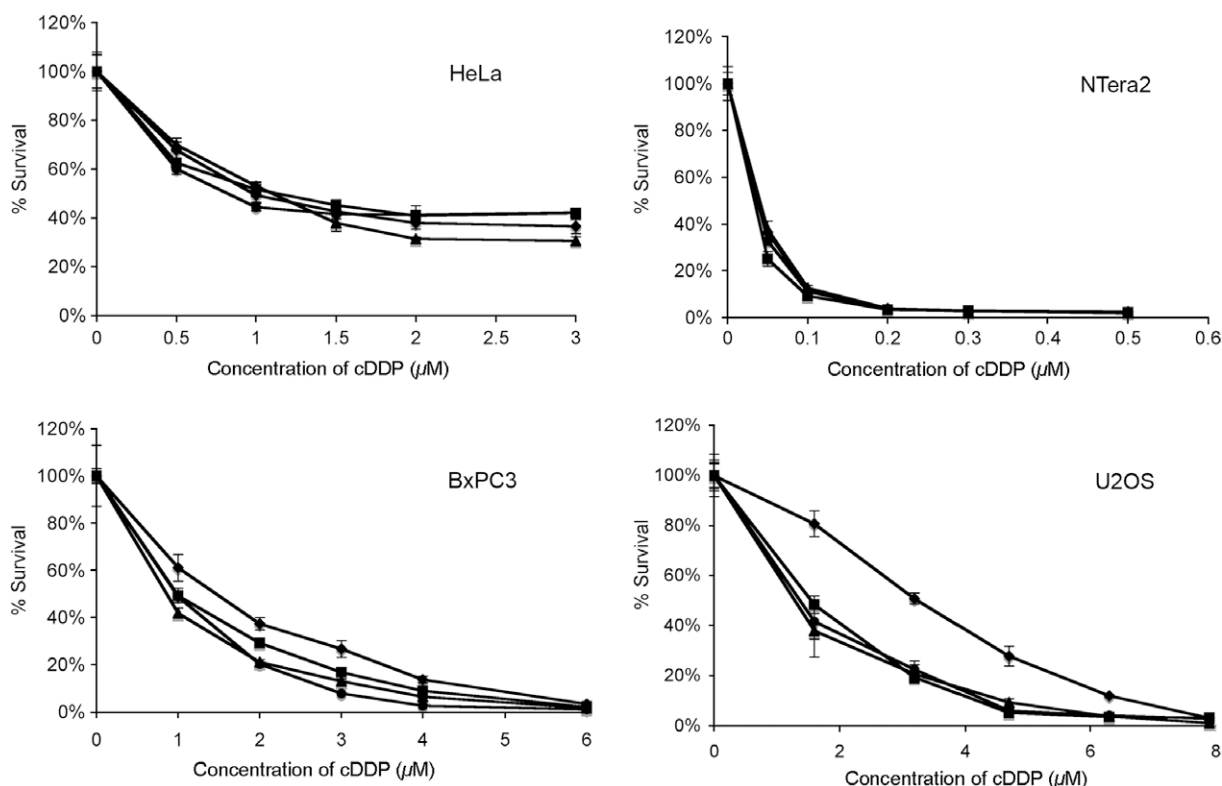 HeLa
% Survival
120%
100%
80%
60%
40%
20%
0%
0 0.5 1 1.5 2 2.5 3
Concentration of cDDP (µM)
NTera2
% Survival
120%
100%
80%
60%
40%
20%
0%
0 0.1 0.2 0.3 0.4 0.5 0.6
Concentration of cDDP (µM)
BxPC3
% Survival
120%
100%
80%
60%
40%
20%
0%
0 1 2 3 4 5 6
Concentration of cDDP (µM)
U2OS
% Survival
120%
100%
80%
60%
40%
20%
0%
0 2 4 6 8
Concentration of cDDP (µM)